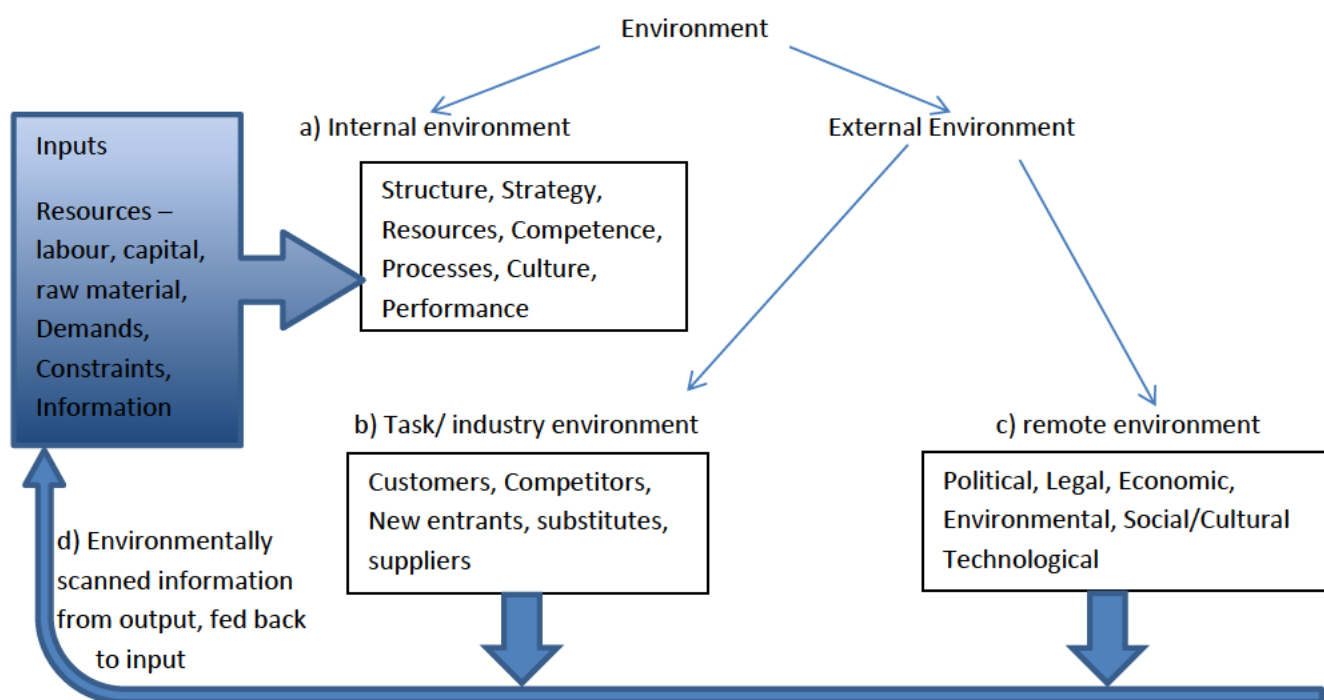 Environment
a) Internal environment
External Environment
Inputs
Resources –
labour, capital,
raw material,
Demands,
Constraints,
Information
Structure, Strategy,
Resources, Competence,
Processes, Culture,
Performance
b) Task/ industry environment
c) remote environment
Customers, Competitors,
New entrants, substitutes,
suppliers
Political, Legal, Economic,
Environmental, Social/Cultural
Technological
d) Environmentally
scanned information
from output, fed back
to input